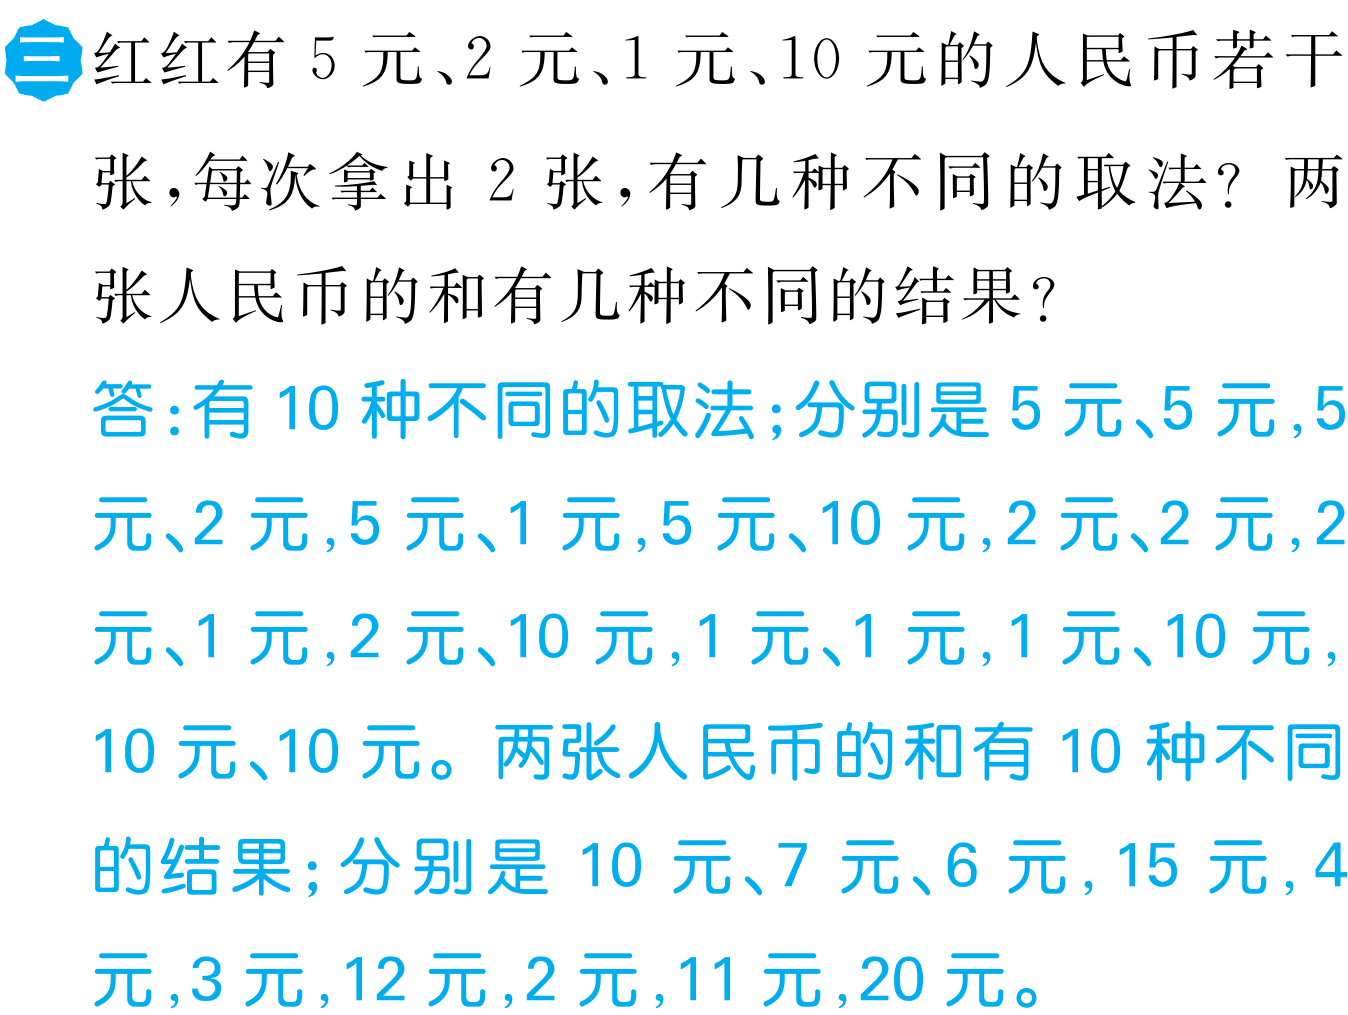 三 红红有 5 元、2 元、1 元、10 元的人民币若干
张,每次拿出 2 张,有几种不同的取法? 两
张人民币的和有几种不同的结果?
答:有 10 种不同的取法;分别是 5 元、5 元,5
元、2 元,5 元、1 元,5 元、10 元,2 元、2 元,2
元、1 元,2 元、10 元,1 元、1 元,1 元、10 元,
10 元、10 元。两张人民币的和有 10 种不同
的结果;分别是 10 元、7 元、6 元,15 元,4
元,3 元,12 元,2 元,11 元,20 元。